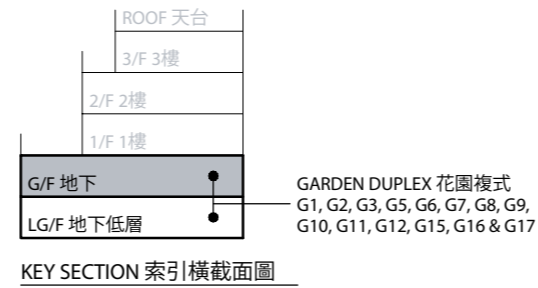 ROOF 天台
3/F 3樓
2/F 2樓
1/F 1樓
G/F 地下
LG/F 地下低層
GARDEN DUPLEX 花園複式
G1, G2, G3, G5, G6, G7, G8, G9,
G10, G11, G12, G15, G16 & G17
KEY SECTION 索引橫截面圖